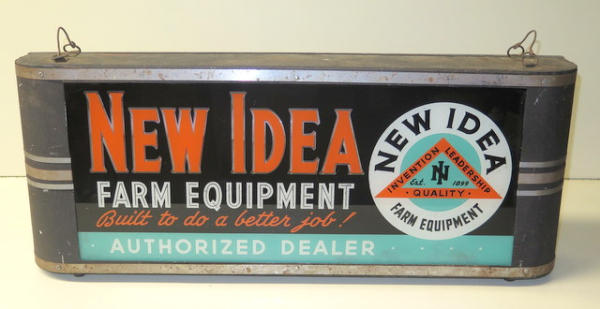 NEW IDEA
FARM EQUIPMENT
Built to do a better job!
AUTHORIZED DEALER
NEW IDEA
INVENTION LEADERSHIP
Est. NI 1899
• QUALITY •
FARM EQUIPMENT